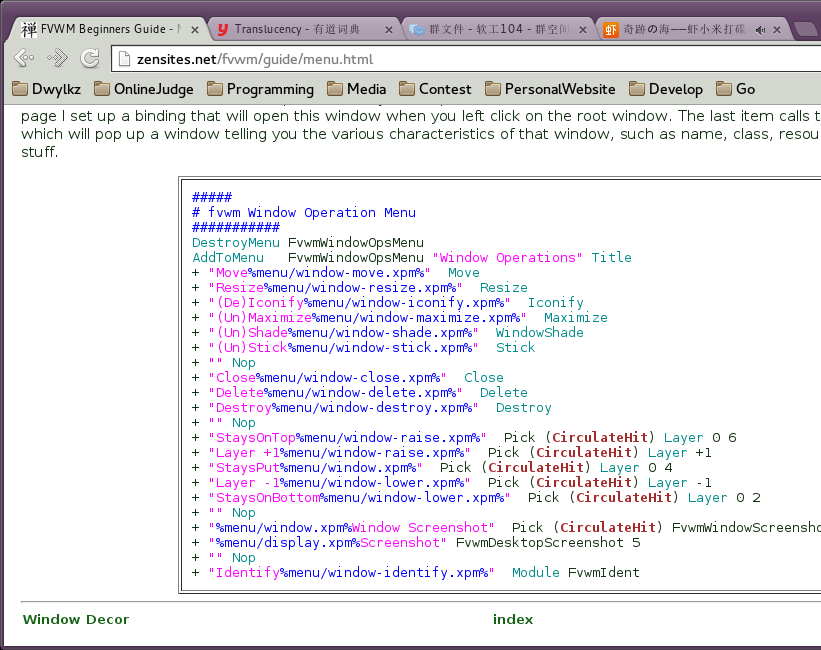 禅 FVWM Beginners Guide - M
Translucency - 有道词典
群文件 - 软工104 - 群空间
奇跡の海——虾小米打碟
zensites.net/fvwm/guide/menu.html
Dwylkz OnlineJudge Programming Media Contest PersonalWebsite Develop Go
page I set up a binding that will open this window when you left click on the root window. The last item calls
which will pop up a window telling you the various characteristics of that window, such as name, class, resou
stuff.
#####
# fvwm Window Operation Menu
###########
DestroyMenu FvwmWindowOpsMenu
AddToMenu   FvwmWindowOpsMenu "Window Operations" Title
+ "Move%menu/window-move.xpm%"  Move
+ "Resize%menu/window-resize.xpm%"  Resize
+ "(De)Iconify%menu/window-iconify.xpm%"  Iconify
+ "(Un)Maximize%menu/window-maximize.xpm%"  Maximize
+ "(Un)Shade%menu/window-shade.xpm%"  WindowShade
+ "(Un)Stick%menu/window-stick.xpm%"  Stick
+ "" Nop
+ "Close%menu/window-close.xpm%"  Close
+ "Delete%menu/window-delete.xpm%"  Delete
+ "Destroy%menu/window-destroy.xpm%"  Destroy
+ "" Nop
+ "StaysOnTop%menu/window-raise.xpm%"  Pick (CirculateHit) Layer 0 6
+ "Layer +1%menu/window-raise.xpm%"  Pick (CirculateHit) Layer +1
+ "StaysPut%menu/window.xpm%"  Pick (CirculateHit) Layer 0 4
+ "Layer -1%menu/window-lower.xpm%"  Pick (CirculateHit) Layer -1
+ "StaysOnBottom%menu/window-lower.xpm%"  Pick (CirculateHit) Layer 0 2
+ "" Nop
+ "%menu/window.xpm%Window Screenshot"  Pick (CirculateHit) FvwmWindowScreensho
+ "%menu/display.xpm%Screenshot" FvwmDesktopScreenshot 5
+ "" Nop
+ "Identify%menu/window-identify.xpm%"  Module FvwmIdent
Window Decor index